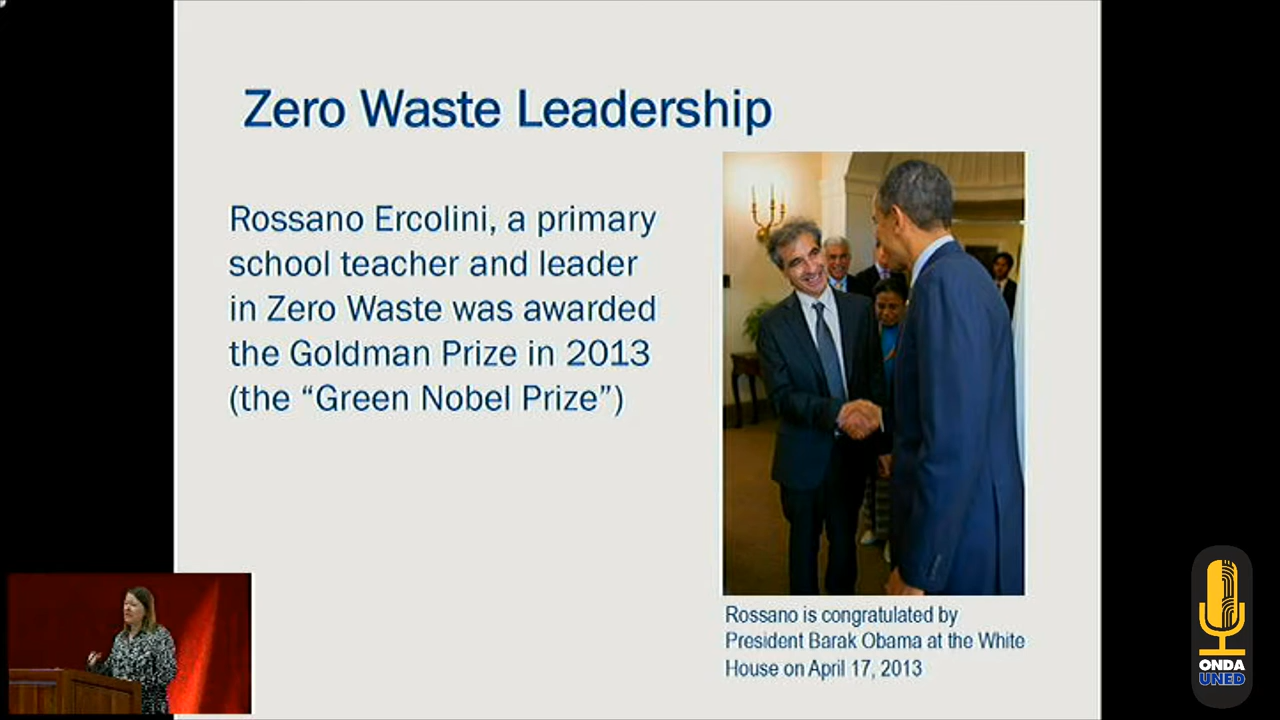 Zero Waste Leadership
Rossano Ercolini, a primary
school teacher and leader
in Zero Waste was awarded
the Goldman Prize in 2013
(the “Green Nobel Prize”)
Rossano is congratulated by
President Barak Obama at the White
House on April 17, 2013
ONDA
UNED